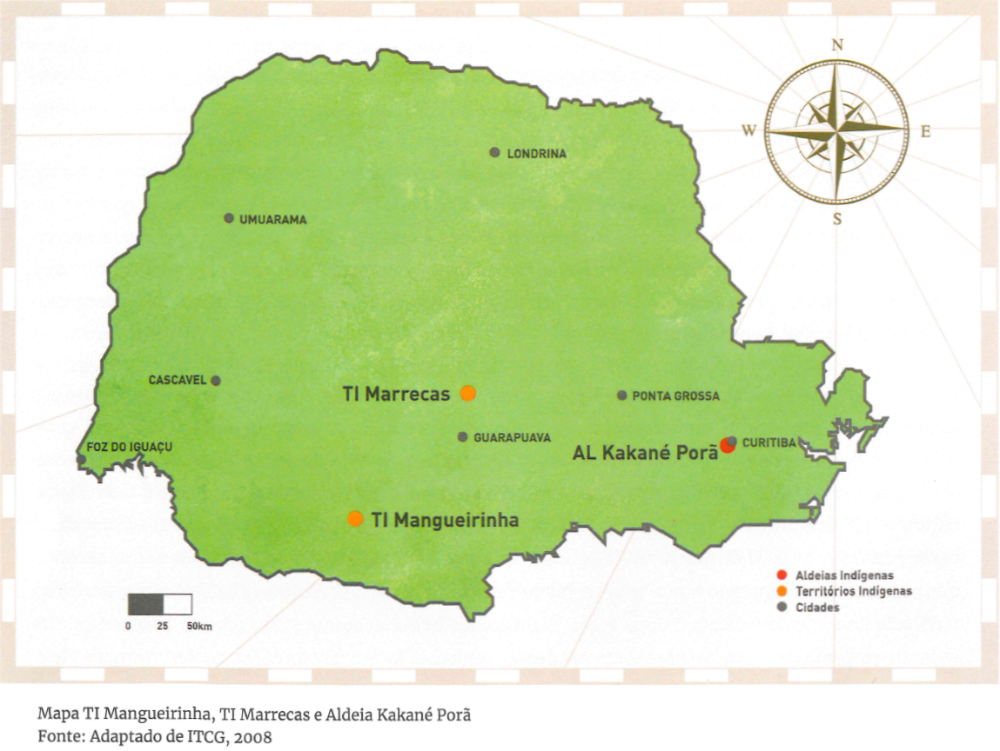 N
W
E
S
LONDRINA
UMUARAMA
CASCAVEL
TI Marrecas
PONTA GROSSA
GUARAPUAVA
FOZ DO IGUAÇU
CURITIBA
AL Kakané Porã
TI Mangueirinha
Aldeias Indígenas
Territórios Indígenas
Cidades
0 25 50km
Mapa TI Mangueirinha, TI Marrecas e Aldeia Kakané Porã
Fonte: Adaptado de ITCG, 2008